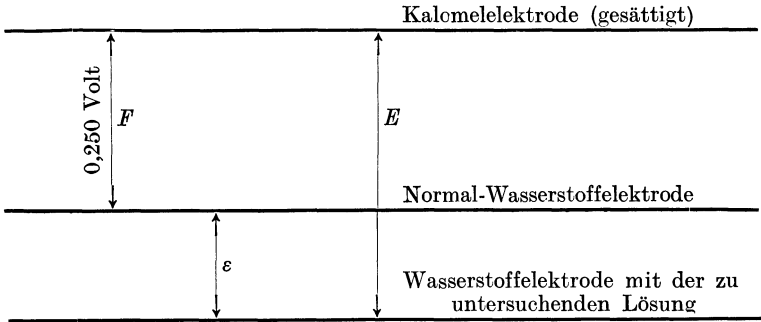 Kalomelelektrode (gesättigt)
0,250 Volt
F
E
Normal-Wasserstoffelektrode
ε
Wasserstoffelektrode mit der zu
untersuchenden Lösung